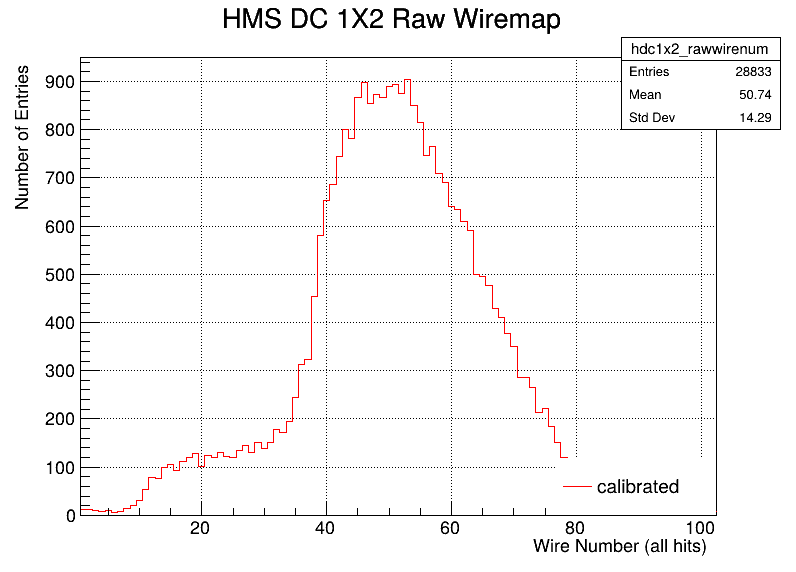 HMS DC 1X2 Raw Wiremap
hdc1x2_rawwirenum
Entries 28833
Mean 50.74
Std Dev 14.29
Number of Entries
900
800
700
600
500
400
300
200
100
0
calibrated
20 40 60 80 100
Wire Number (all hits)